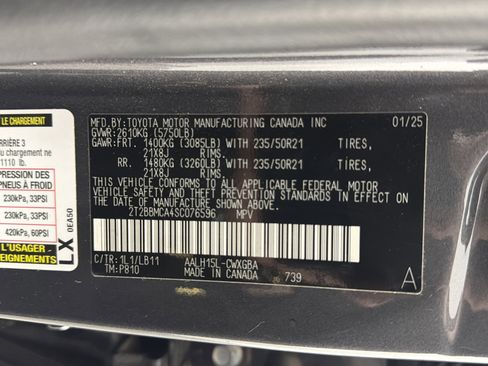 LE CHARGEMENT
ARRIÈRE 3
du chargement ne
1110 lb.
PRESSION DES
PNEUS À FROID
230kPa, 33PSI
230kPa, 33PSI
420kPa, 60PSI
L'USAGER
RENSEIGNEMENTS
LX 0EA50
MFD.BY:TOYOTA MOTOR MANUFACTURING CANADA INC 01/25
GVWR:2610KG (5750LB)
GAWR:FRT. 1400KG (3085LB) WITH 235/50R21 TIRES,
21X8J RIMS.
RR. 1480KG (3260LB) WITH 235/50R21 TIRES,
21X8J RIMS.
THIS VEHICLE CONFORMS TO ALL APPLICABLE FEDERAL MOTOR
VEHICLE SAFETY AND THEFT PREVENTION STANDARDS IN EFFECT ON THE
DATE OF MANUFACTURE SHOWN ABOVE.
2T2BBMCA4SC076596 MPV
C/TR:1L1/LB11 AALH15L-CWXGBA
TM:P810 MADE IN CANADA 739 A